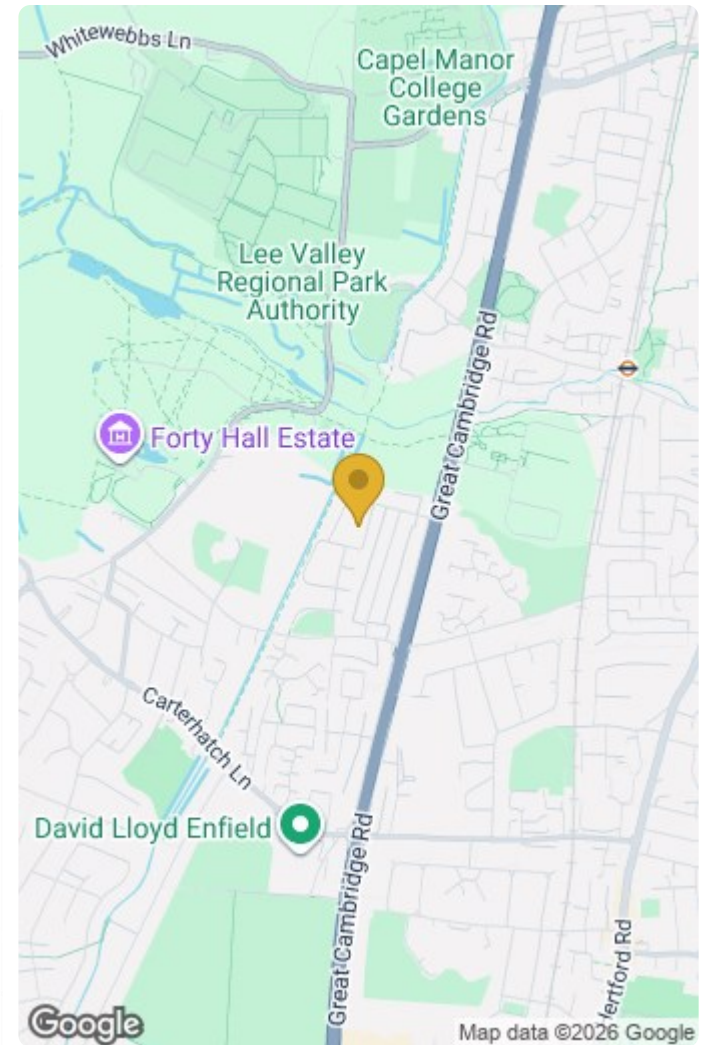 Whitewebbs Ln
Capel Manor
College
Gardens
Lee Valley
Regional Park
Authority
Great Cambridge Rd
Forty Hall Estate
Carterhatch Ln
David Lloyd Enfield
Great Cambridge Rd
Hertford Rd
Google
Map data ©2026 Google